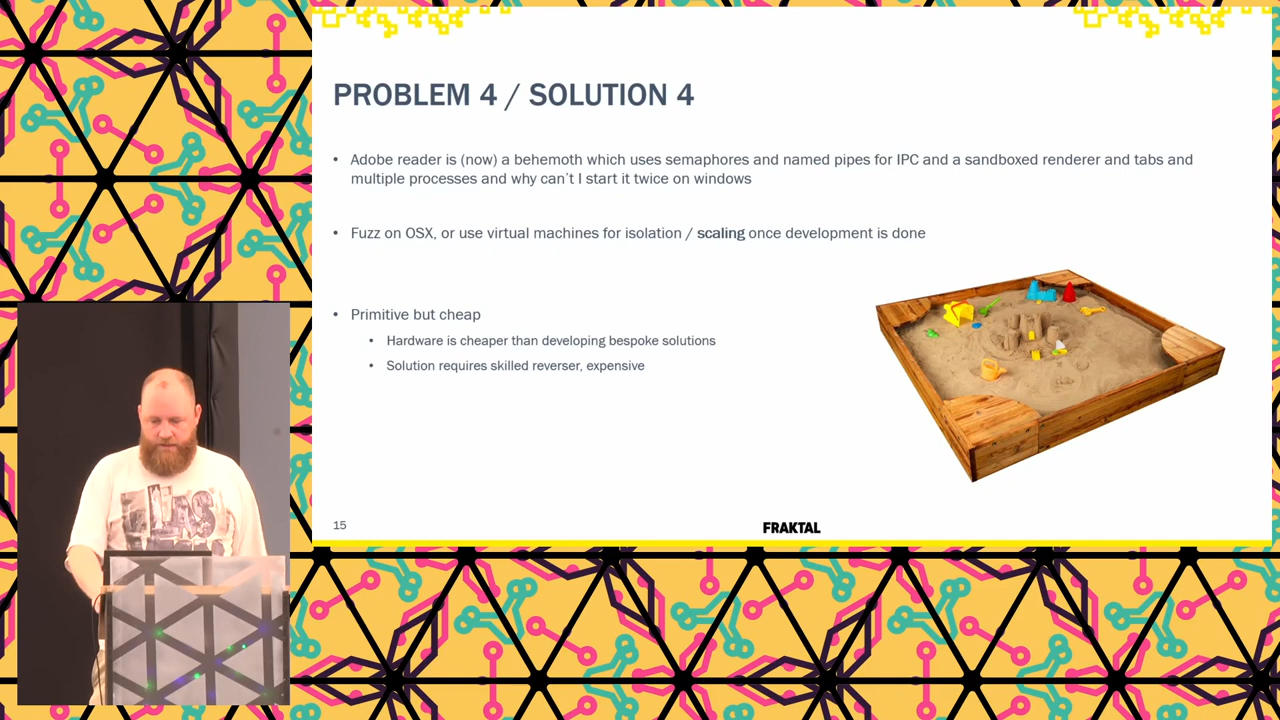 PROBLEM 4 / SOLUTION 4
• Adobe reader is (now) a behemoth which uses semaphores and named pipes for IPC and a sandboxed renderer and tabs and
multiple processes and why can't I start it twice on windows
• Fuzz on OSX, or use virtual machines for isolation / scaling once development is done
• Primitive but cheap
• Hardware is cheaper than developing bespoke solutions
• Solution requires skilled reverser, expensive
15
FRAKTAL